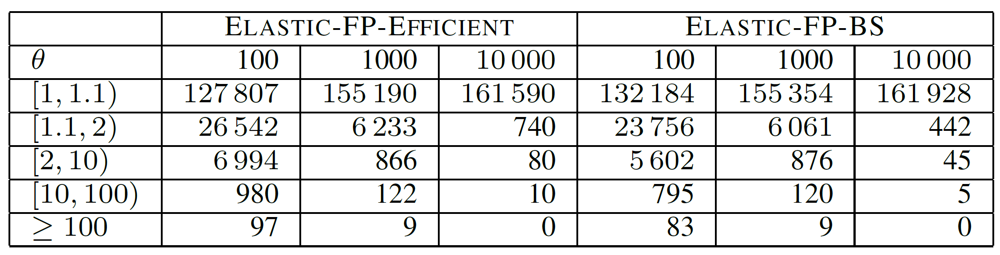 ELASTIC-FP-EFFICIENT ELASTIC-FP-BS
θ 100 1000 10 000 100 1000 10 000
[1, 1.1) 127 807 155 190 161 590 132 184 155 354 161 928
[1.1, 2) 26 542 6 233 740 23 756 6 061 442
[2, 10) 6 994 866 80 5 602 876 45
[10, 100) 980 122 10 795 120 5
≥ 100 97 9 0 83 9 0